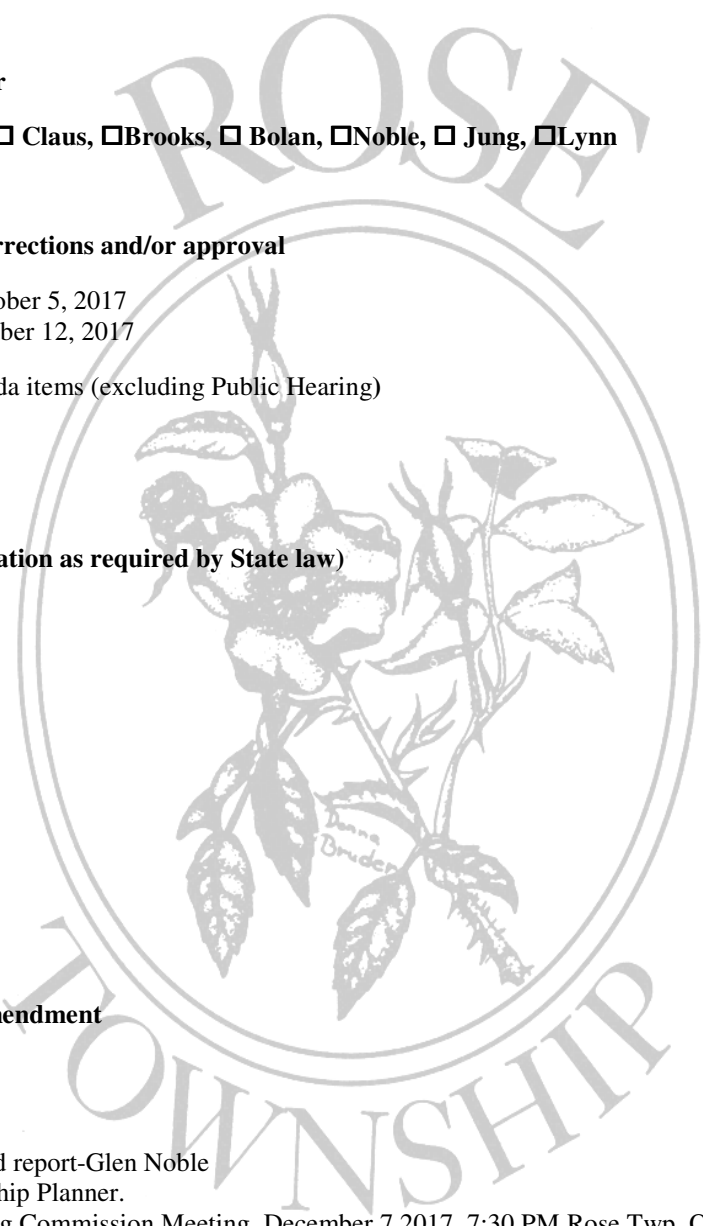 ROSE
r
☐ Claus, ☐Brooks, ☐ Bolan, ☐Noble, ☐ Jung, ☐Lynn
rrections and/or approval
ober 5, 2017
ber 12, 2017
da items (excluding Public Hearing)
ation as required by State law)
Donna
Bruder
nendment
TOWNSHIP
d report-Glen Noble
hip Planner.
g Commission Meeting, December 7 2017, 7:30 PM Rose Twp.